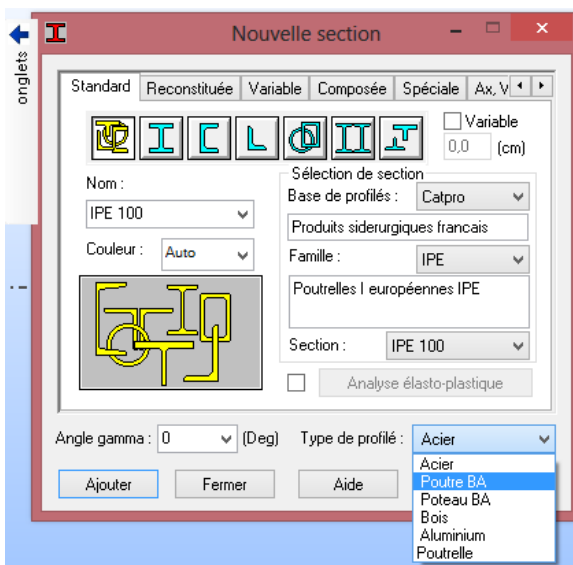 onglets
Nouvelle section
Standard Reconstituée Variable Composée Spéciale Ax, V
Variable
0,0 (cm)
Nom :
IPE 100
Couleur : Auto
Sélection de section
Base de profilés : Catpro
Produits siderurgiques francais
Famille : IPE
Poutrelles I européennes IPE
Section : IPE 100
Analyse élasto-plastique
Angle gamma : 0 (Deg) Type de profilé : Acier
Ajouter Fermer Aide
Acier
Poutre BA
Poteau BA
Bois
Aluminium
Poutrelle